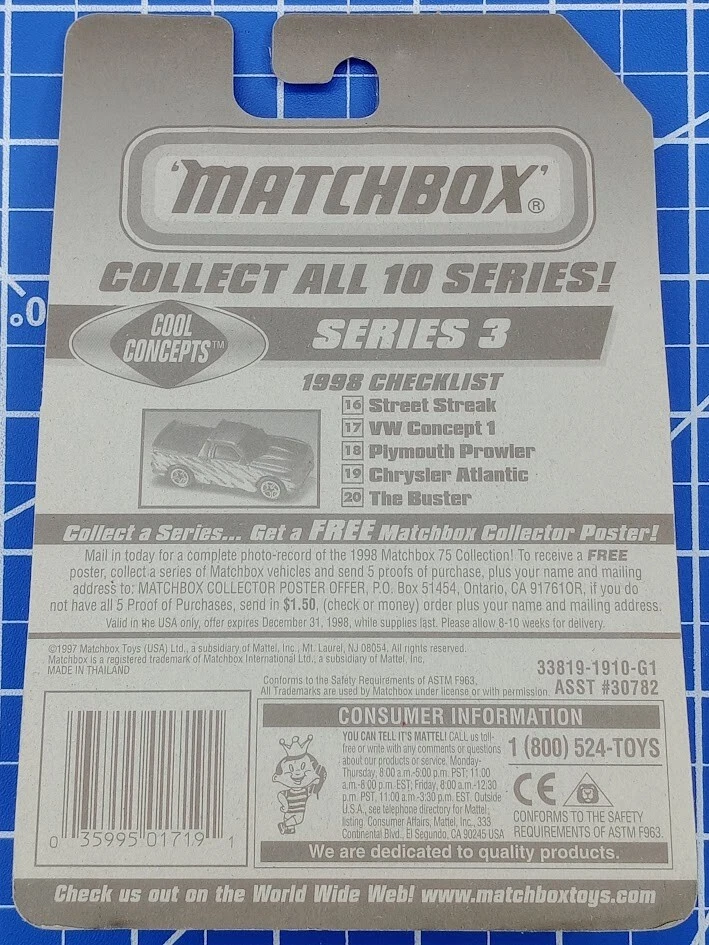 'MATCHBOX'®
COLLECT ALL 10 SERIES!
COOL
CONCEPTS™
SERIES 3
1998 CHECKLIST
16 Street Streak
17 VW Concept 1
18 Plymouth Prowler
19 Chrysler Atlantic
20 The Buster
Collect a Series... Get a FREE Matchbox Collector Poster!
Mail in today for a complete photo-record of the 1998 Matchbox 75 Collection! To receive a FREE
poster, collect a series of Matchbox vehicles and send 5 proofs of purchase, plus your name and mailing
address to: MATCHBOX COLLECTOR POSTER OFFER, P.O. Box 51454, Ontario, CA 91761OR, if you do
not have all 5 Proof of Purchases, send in $1.50, (check or money) order plus your name and mailing address.
Valid in the USA only, offer expires December 31, 1998, while supplies last. Please allow 8-10 weeks for delivery.
©1997 Matchbox Toys (USA) Ltd., a subsidiary of Mattel, Inc., Mt. Laurel, NJ 08054, All rights reserved.
Matchbox is a registered trademark of Matchbox International Ltd., a subsidiary of Mattel, Inc.
MADE IN THAILAND
33819-1910-G1
Conforms to the Safety Requirements of ASTM F963.
All Trademarks are used by Matchbox under license or with permission.
ASST #30782
CONSUMER INFORMATION
YOU CAN TELL IT'S MATTEL! CALL us toll-
free or write with any comments or questions
about our products or service. Monday-
Thursday, 8:00 a.m.-5:00 p.m. PST; 11:00
a.m.-8:00 p.m. EST; Friday, 8:00 a.m.-12:30
p.m. PST, 11:00 a.m.-3:30 p.m. EST. Outside
U.S.A., see telephone directory for Mattel;
listing. Consumer Affairs, Mattel, Inc., 333
Continental Blvd., El Segundo, CA 90245 USA
1 (800) 524-TOYS
CE
CONFORMS TO THE SAFETY
REQUIREMENTS OF ASTM F963.
We are dedicated to quality products.
0 35995 01719 1
Check us out on the World Wide Web! www.matchboxtoys.com
0°